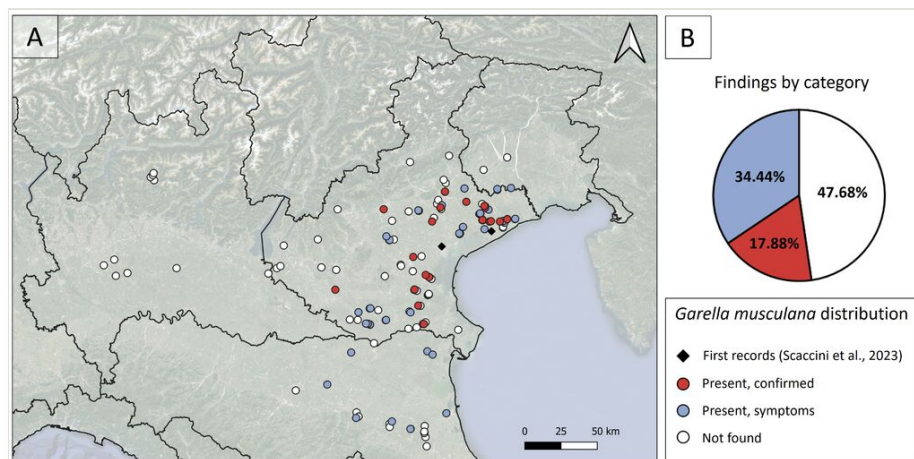 A
B
Findings by category
34.44%
47.68%
17.88%
Garella musculana distribution
First records (Scaccini et al., 2023)
Present, confirmed
Present, symptoms
Not found
0 25 50 km